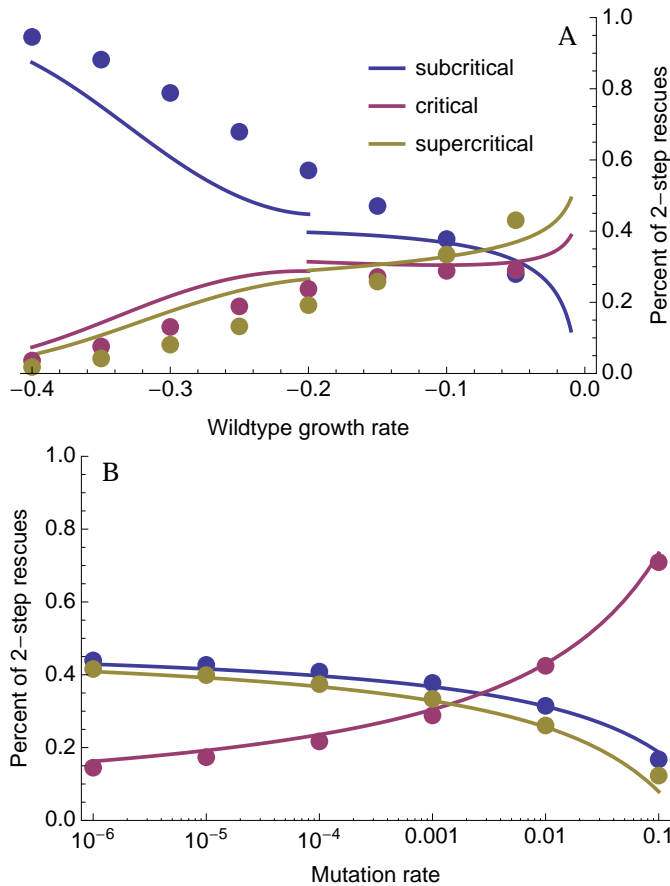 A
subcritical
critical
supercritical
1.0
0.8
0.6
0.4
0.2
0.0
Percent of 2−step rescues
−0.4
−0.3
−0.2
−0.1
0.0
Wildtype growth rate
B
1.0
0.8
0.6
0.4
0.2
0.0
Percent of 2−step rescues
10⁻⁶
10⁻⁵
10⁻⁴
0.001
0.01
0.1
Mutation rate